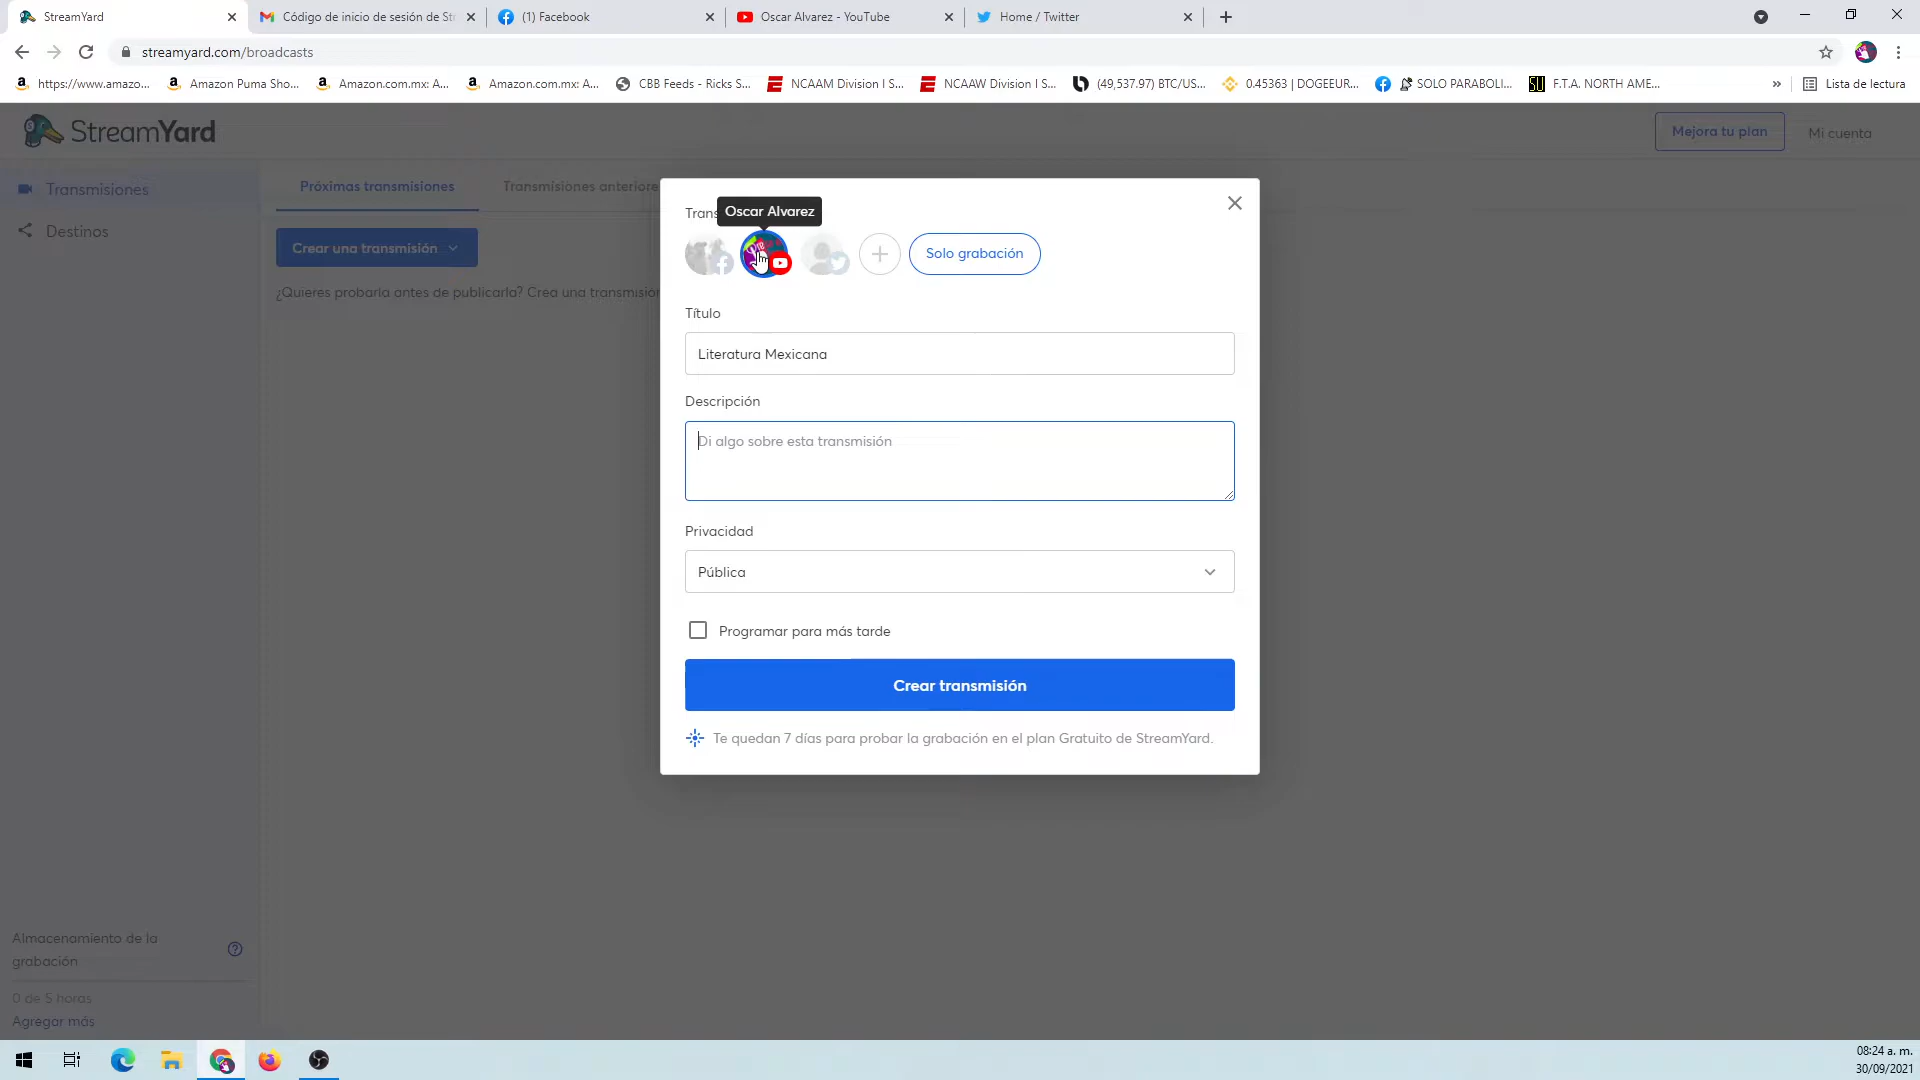 StreamYard
Código de inicio de sesión de Str
(1) Facebook
Oscar Alvarez - YouTube
Home / Twitter
streamyard.com/broadcasts
https://www.amazo...
Amazon Puma Sho...
Amazon.com.mx: A...
Amazon.com.mx: A...
CBB Feeds - Ricks S...
NCAAM Division I S...
NCAAW Division I S...
(49,537.97) BTC/US...
0.45363 | DOGEEUR...
SOLO PARABOLI...
F.T.A. NORTH AME...
»
Lista de lectura
StreamYard
Mejora tu plan
Mi cuenta
Transmisiones
Destinos
Próximas transmisiones
Transmisiones anteriore
Crear una transmisión
¿Quieres probarla antes de publicarla? Crea una transmisión
Trans
Oscar Alvarez
Solo grabación
Título
Literatura Mexicana
Descripción
Di algo sobre esta transmisión
Privacidad
Pública
Programar para más tarde
Crear transmisión
Te quedan 7 días para probar la grabación en el plan Gratuito de StreamYard.
Almacenamiento de la
grabación
0 de 5 horas
Agregar más
08:24 a. m.
30/09/2021